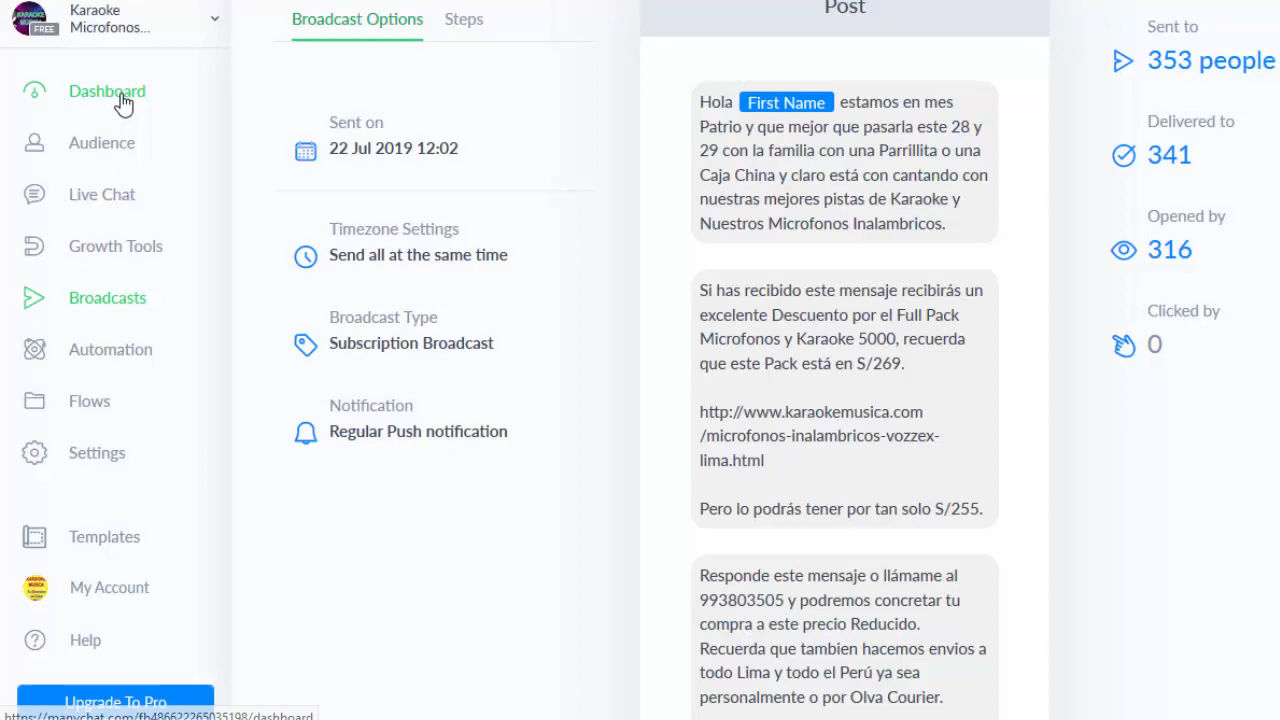 Karaoke
Microfonos...
FREE
Dashboard
Audience
Live Chat
Growth Tools
Broadcasts
Automation
Flows
Settings
Templates
My Account
Help
Upgrade To Pro
https://manychat.com/fb486622265035198/dashboard
Broadcast Options
Steps
Sent on
22 Jul 2019 12:02
Timezone Settings
Send all at the same time
Broadcast Type
Subscription Broadcast
Notification
Regular Push notification
Post
Hola First Name estamos en mes
Patrio y que mejor que pasarla este 28 y
29 con la familia con una Parrillita o una
Caja China y claro está con cantando con
nuestras mejores pistas de Karaoke y
Nuestros Microfonos Inalambricos.
Si has recibido este mensaje recibirás un
excelente Descuento por el Full Pack
Microfonos y Karaoke 5000, recuerda
que este Pack está en S/269.
http://www.karaokemusica.com
/microfonos-inalambricos-vozzex-
lima.html
Pero lo podrás tener por tan solo S/255.
Responde este mensaje o llámame al
993803505 y podremos concretar tu
compra a este precio Reducido.
Recuerda que tambien hacemos envios a
todo Lima y todo el Perú ya sea
personalmente o por Olva Courier.
Sent to
353 people
Delivered to
341
Opened by
316
Clicked by
0